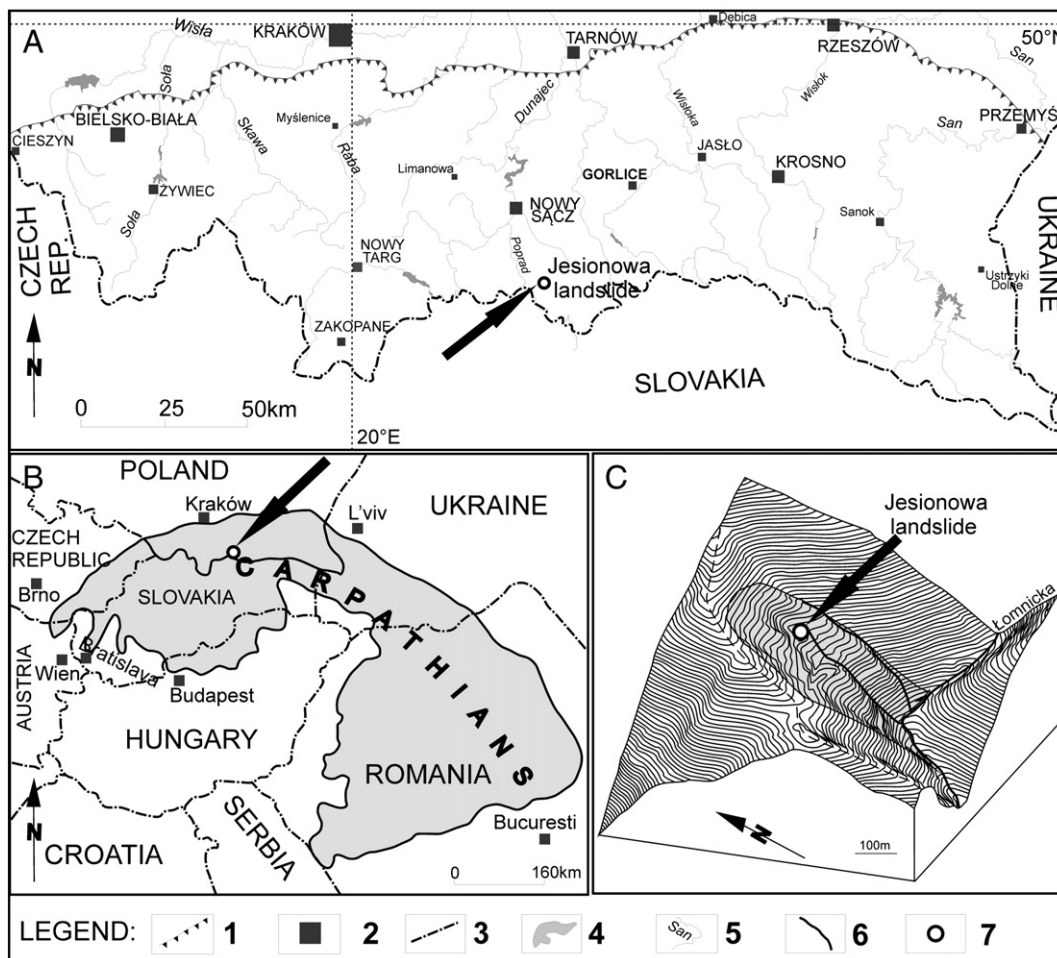 A
Wisła
KRAKÓW
TARNÓW
Dębica
RZESZÓW
50°N
San
Soła
Dunajec
Wisłok
Wisłoka
BIELSKO-BIAŁA
CIESZYN
Skawa
Myślenice
Raba
Limanowa
JASŁO
San
PRZEMYŚ
ŻYWIEC
GORLICE
KROSNO
Soła
NOWY
SĄCZ
Sanok
CZECH
REP.
NOWY
TARG
Poprad
Jesionowa
landslide
Ustrzyki
Dolne
UKRAINE
ZAKOPANE
N
SLOVAKIA
0 25 50km
20°E
B
POLAND
Kraków
L'viv
UKRAINE
CZECH
REPUBLIC
Brno
SLOVAKIA
CARPATHIANS
AUSTRIA
Wien
Bratislava
Budapest
HUNGARY
ROMANIA
N
CROATIA
SERBIA
Bucuresti
0 160km
C
Jesionowa
landslide
Łomnicka
N
100m
LEGEND: 1 2 3 4 San 5 6 7